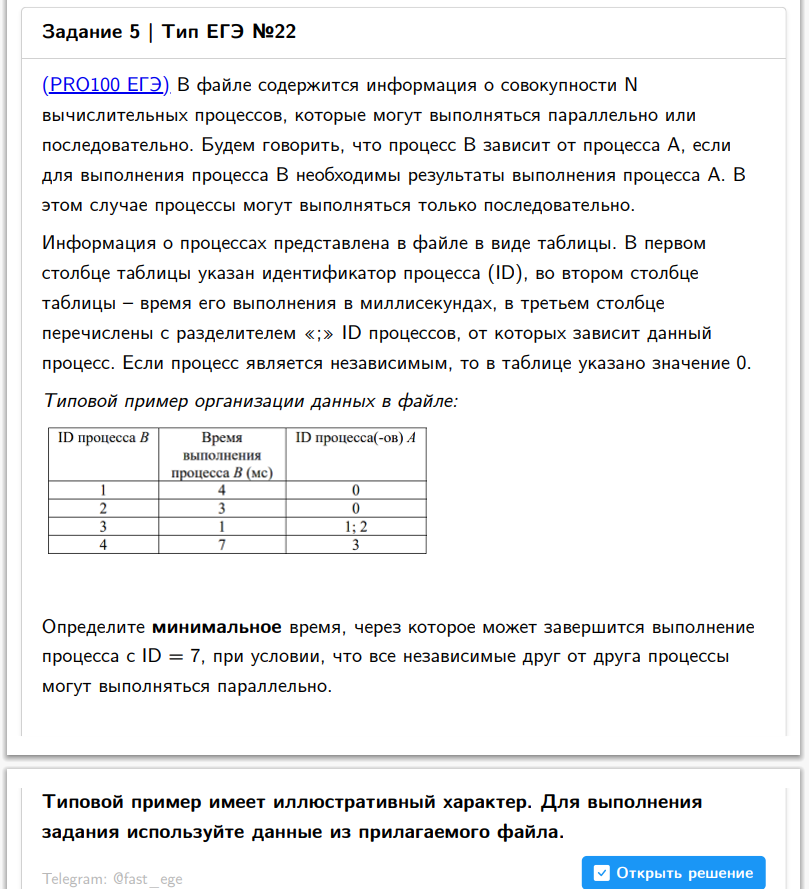 Задание 5 | Тип ЕГЭ №22
(PRO100 ЕГЭ) В файле содержится информация о совокупности N
вычислительных процессов, которые могут выполняться параллельно или
последовательно. Будем говорить, что процесс B зависит от процесса A, если
для выполнения процесса B необходимы результаты выполнения процесса A. В
этом случае процессы могут выполняться только последовательно.
Информация о процессах представлена в файле в виде таблицы. В первом
столбце таблицы указан идентификатор процесса (ID), во втором столбце
таблицы – время его выполнения в миллисекундах, в третьем столбце
перечислены с разделителем «;» ID процессов, от которых зависит данный
процесс. Если процесс является независимым, то в таблице указано значение 0.
Типовой пример организации данных в файле:
ID процесса B Время ID процесса(-ов) A
выполнения
процесса B (мс)
1 4 0
2 3 0
3 1 1; 2
4 7 3
Определите минимальное время, через которое может завершится выполнение
процесса с ID = 7, при условии, что все независимые друг от друга процессы
могут выполняться параллельно.
Типовой пример имеет иллюстративный характер. Для выполнения
задания используйте данные из прилагаемого файла.
Telegram: @fast_ege
Открыть решение